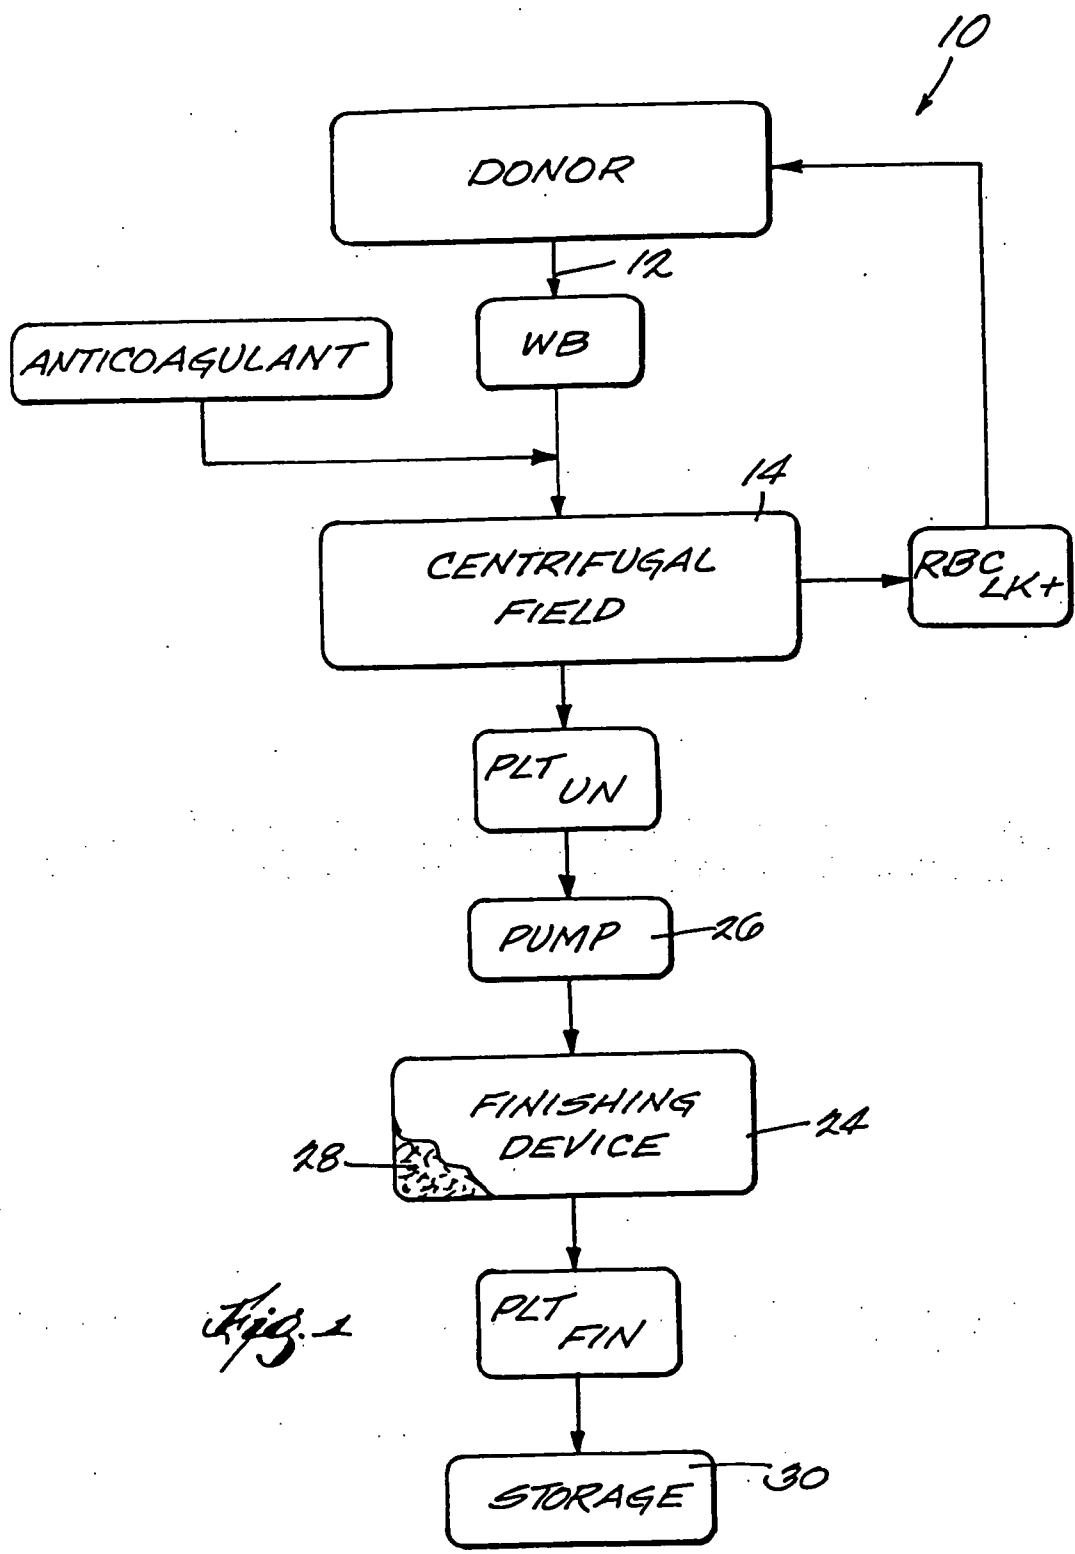 10
DONOR
12
WB
ANTICOAGULANT
14
CENTRIFUGAL
FIELD
RBC
LK+
PLT
UN
PUMP
26
FINISHING
DEVICE
24
28
PLT
FIN
Fig. 1
STORAGE
30